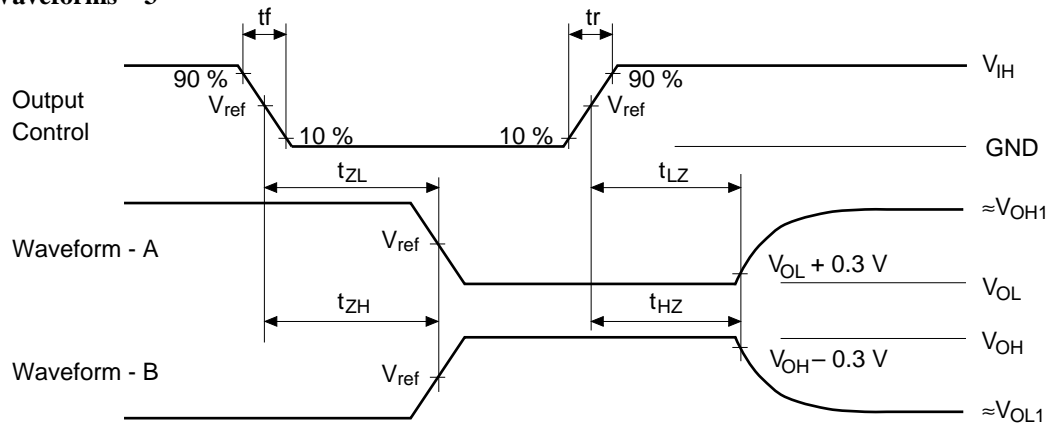 Waveforms – 3
tf
tr
90 %
90 %
VIH
Output
Control
Vref
Vref
10 %
10 %
GND
tZL
tLZ
≈VOH1
Waveform - A
Vref
VOL + 0.3 V
VOL
tZH
tHZ
VOH
VOH – 0.3 V
Waveform - B
Vref
≈VOL1